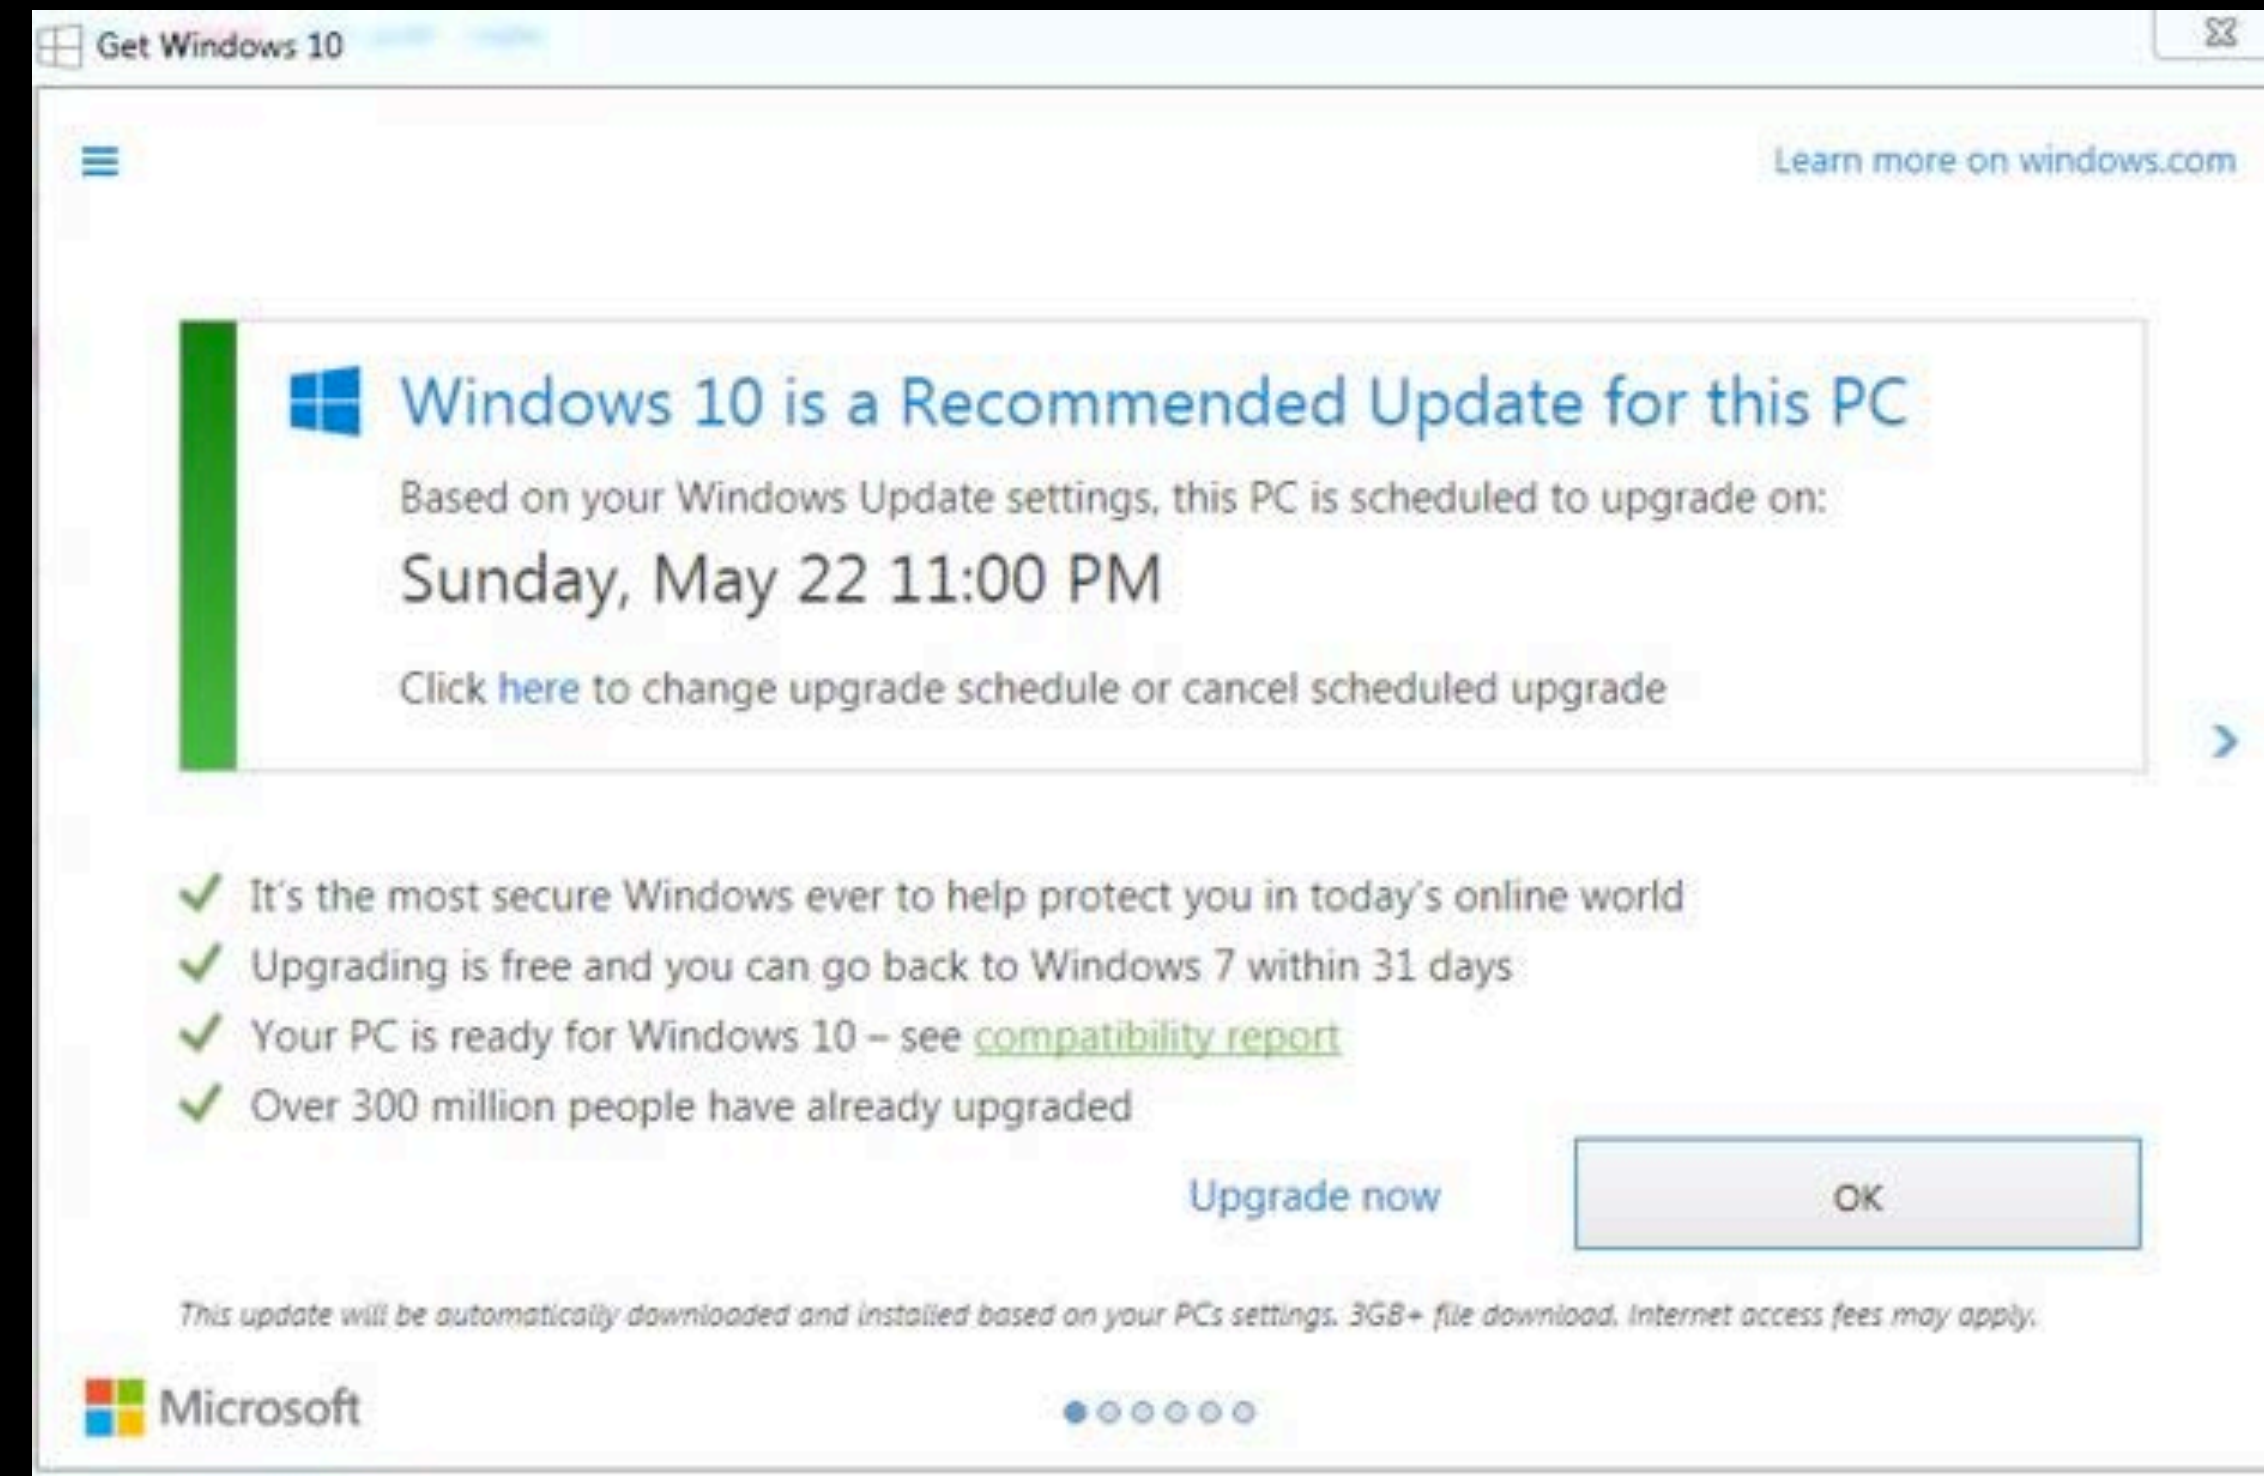 Get Windows 10
Learn more on windows.com
Windows 10 is a Recommended Update for this PC
Based on your Windows Update settings, this PC is scheduled to upgrade on:
Sunday, May 22 11:00 PM
Click here to change upgrade schedule or cancel scheduled upgrade
It's the most secure Windows ever to help protect you in today's online world
Upgrading is free and you can go back to Windows 7 within 31 days
Your PC is ready for Windows 10 – see compatibility report
Over 300 million people have already upgraded
Upgrade now
OK
This update will be automatically downloaded and installed based on your PCs settings. 3GB+ file download. Internet access fees may apply.
Microsoft